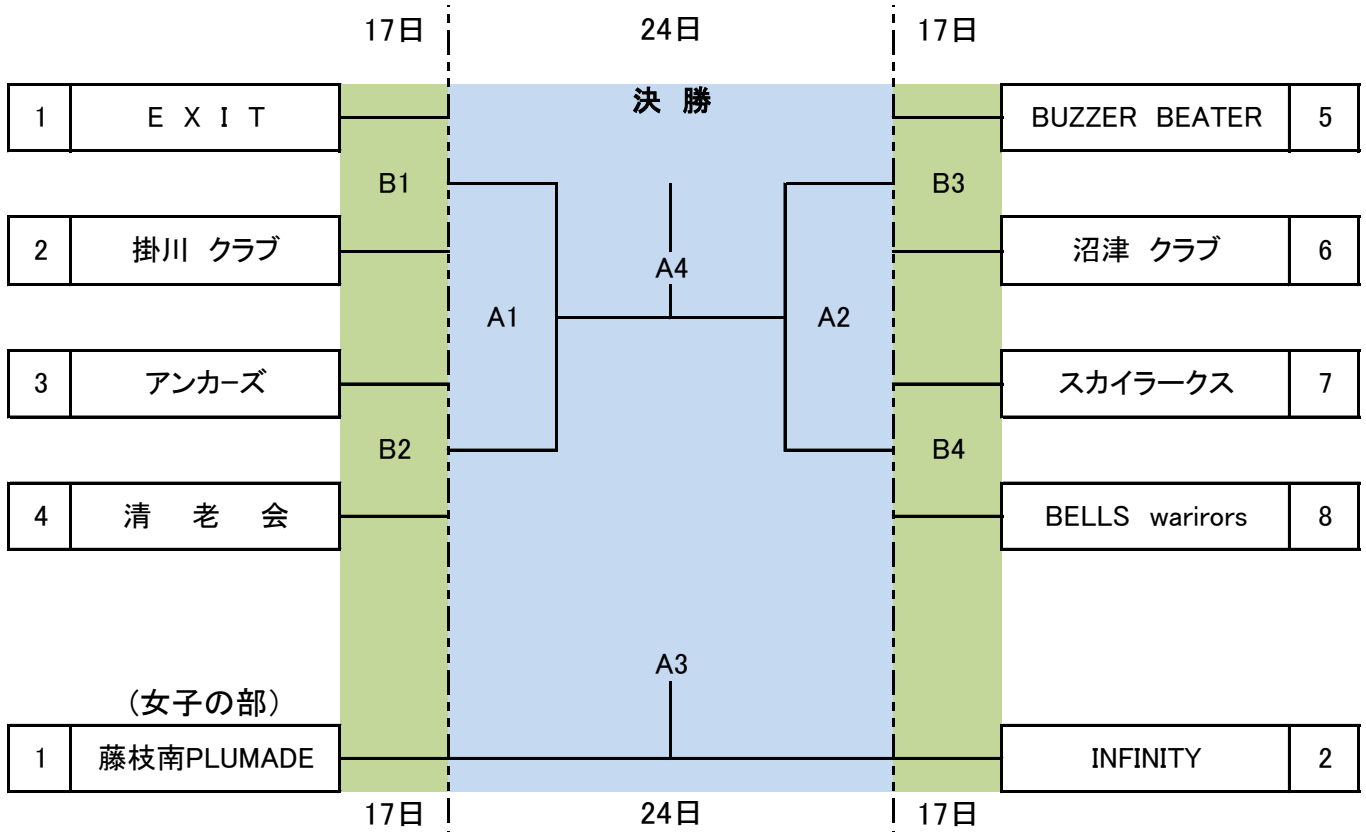 17日 24日 17日
決 勝
1 E X I T BUZZER BEATER 5
B1 B3
2 掛川 クラブ 沼津 クラブ 6
A4
A1 A2
3 アンカーズ スカイラークス 7
B2 B4
4 清 老 会 BELLS warirors 8
A3
(女子の部)
1 藤枝南PLUMADE INFINITY 2
17日 24日 17日